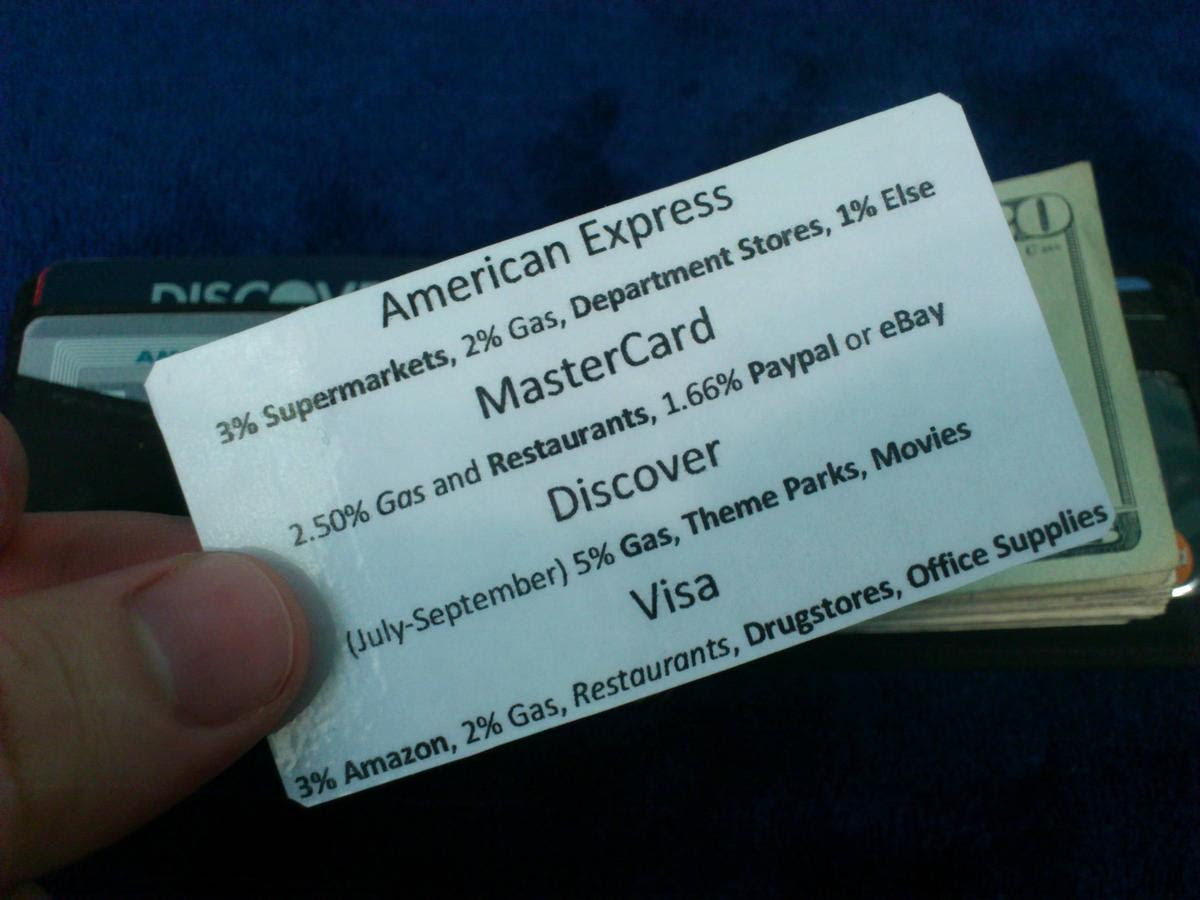 DISCOV
American Express
3% Supermarkets, 2% Gas, Department Stores, 1% Else
MasterCard
2.50% Gas and Restaurants, 1.66% Paypal or eBay
Discover
(July-September) 5% Gas, Theme Parks, Movies
Visa
3% Amazon, 2% Gas, Restaurants, Drugstores, Office Supplies